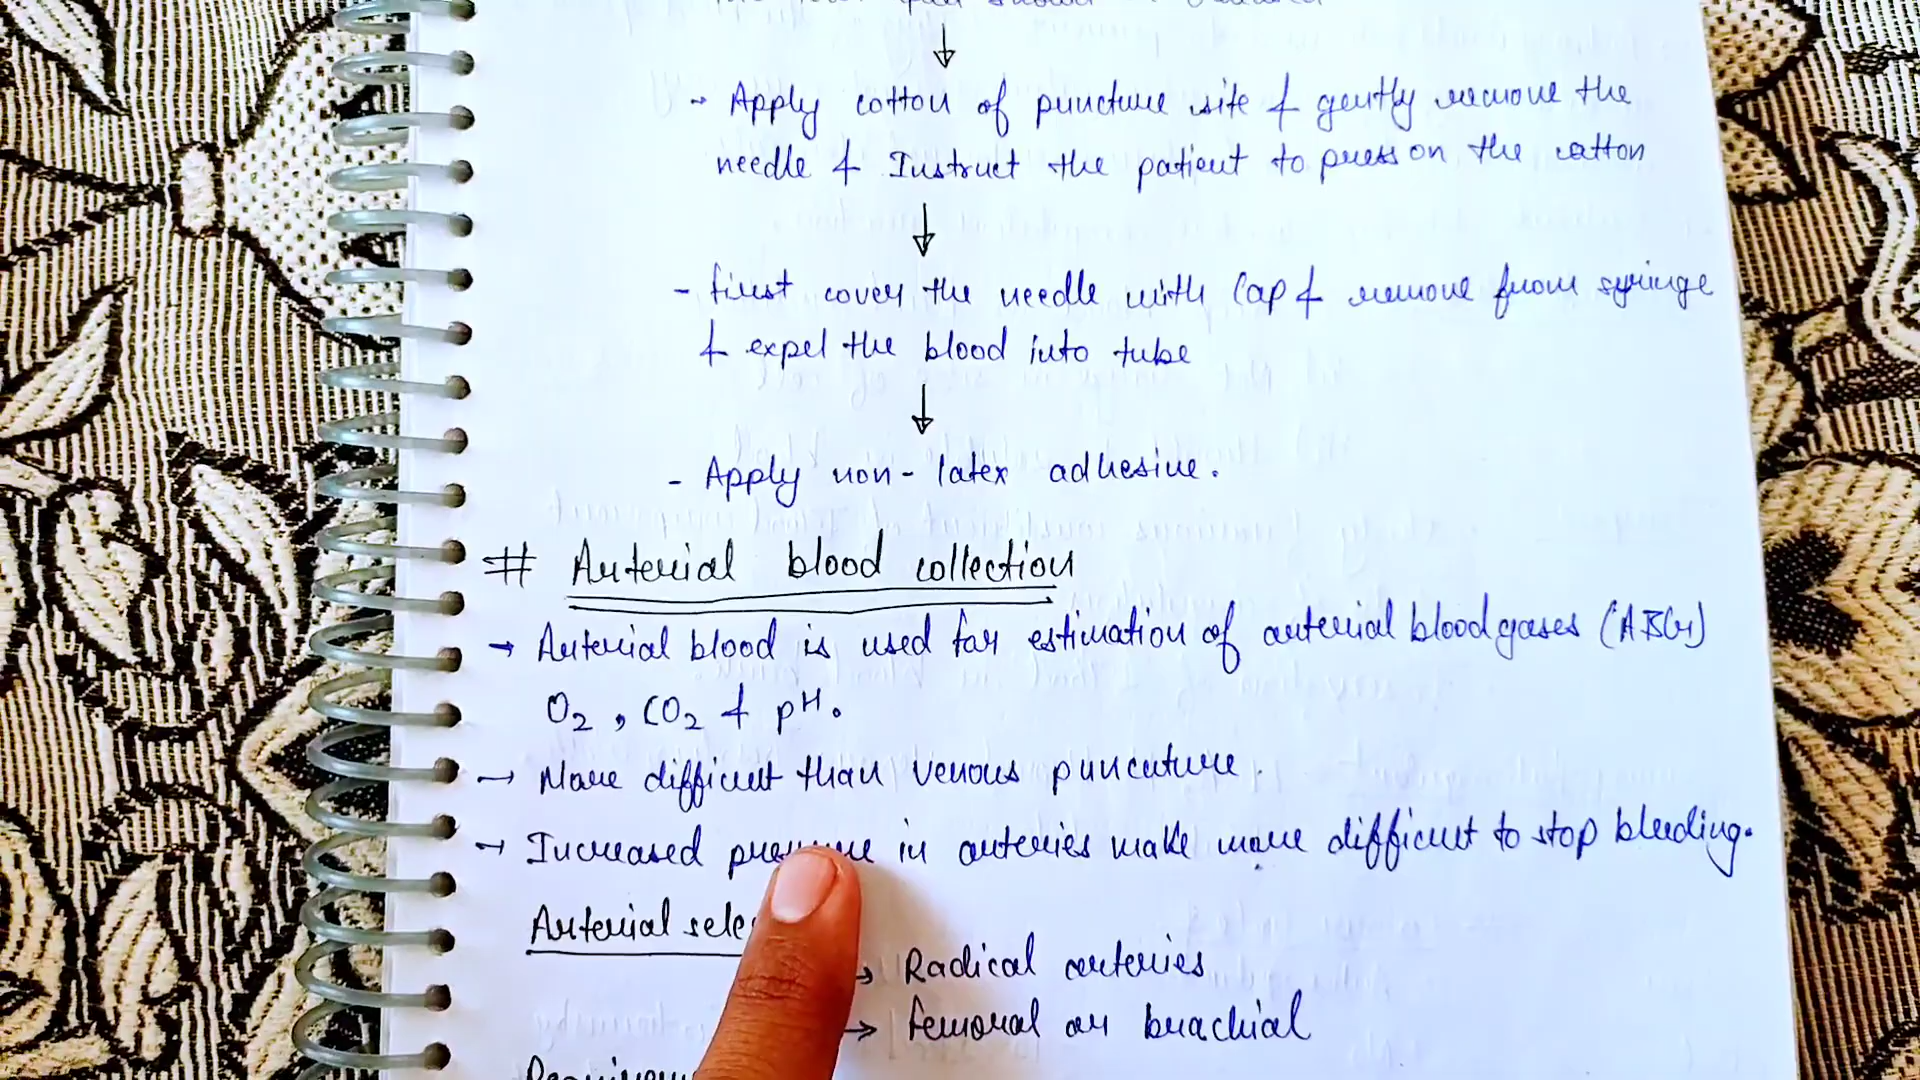 - Apply cotton of puncture site & gently remove the
needle & Instruct the patient to press on the cotton
- first cover the needle with Cap & remove from syringe
& expel the blood into tube
- Apply non-latex adhesive.
# Arterial blood collection
→ Arterial blood is used for estimation of arterial blood gases (ABG)
O₂, CO₂ & pH.
→ More difficult than venous puncature.
→ Increased pressure in arteries make more difficult to stop bleeding.
Arterial
→ Radical arteries
→ femoral or brachial